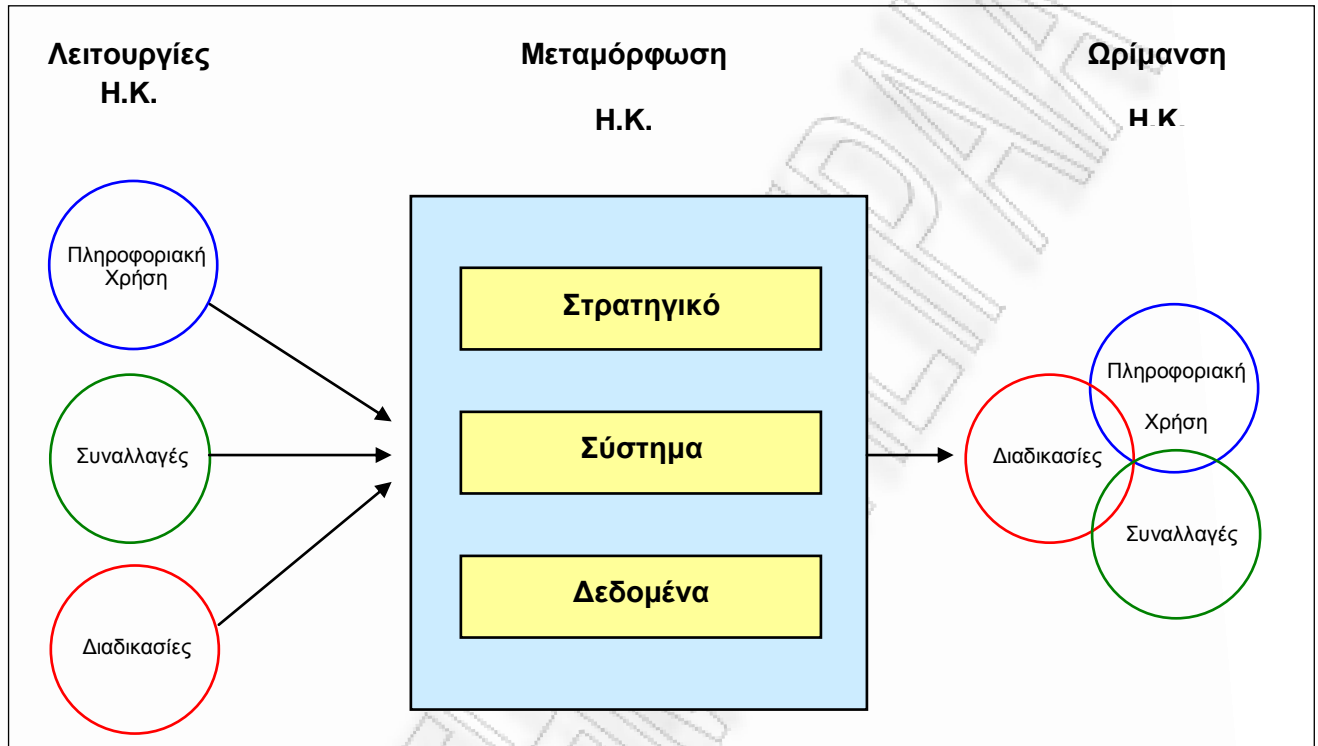 Λειτουργίες
Η.Κ.
Μεταμόρφωση
Η.Κ.
Ωρίμανση
Η.Κ.
Πληροφοριακή
Χρήση
Συναλλαγές
Διαδικασίες
Στρατηγικό
Σύστημα
Δεδομένα
Πληροφοριακή
Χρήση
Διαδικασίες
Συναλλαγές